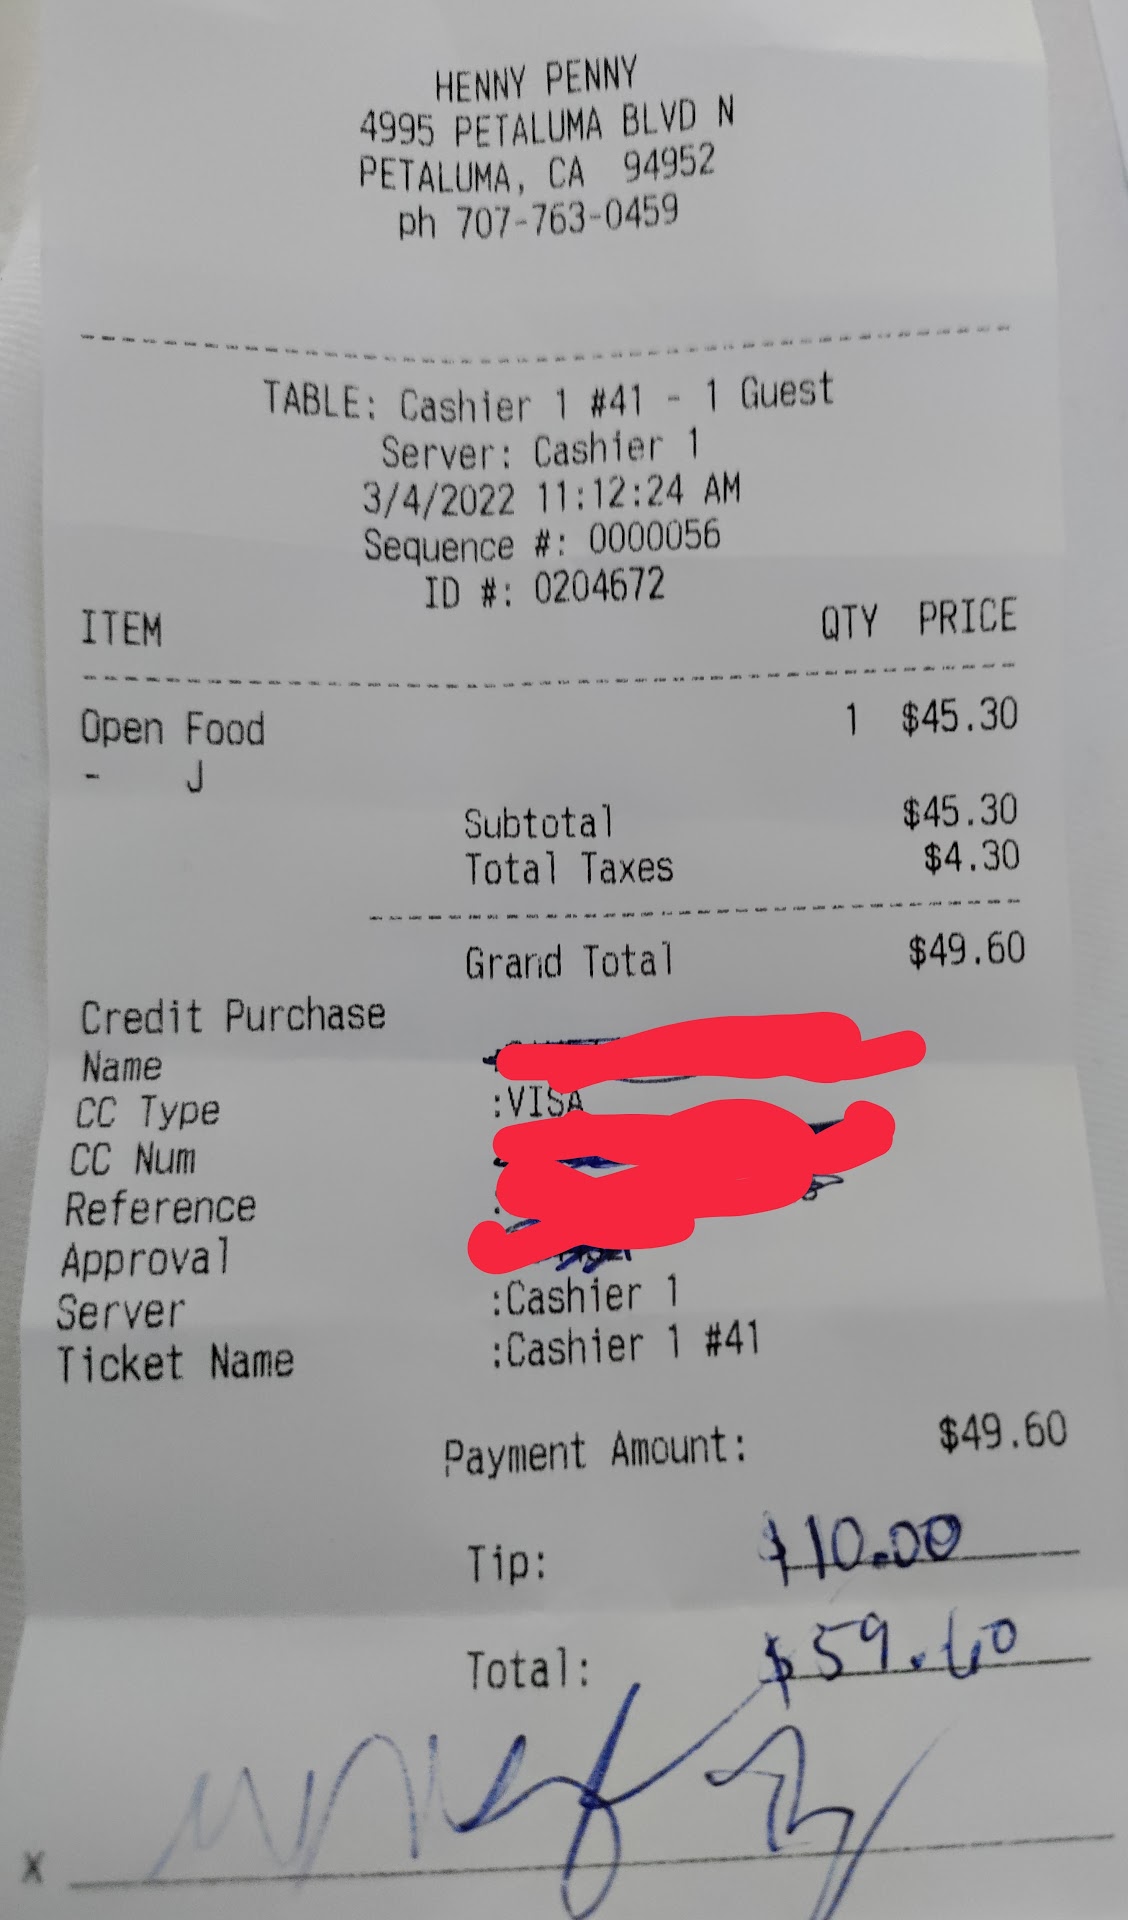 HENNY PENNY
4995 PETALUMA BLVD N
PETALUMA, CA 94952
ph 707-763-0459
TABLE: Cashier 1 #41 - 1 Guest
Server: Cashier 1
3/4/2022 11:12:24 AM
Sequence #: 0000056
ID #: 0204672
ITEM QTY PRICE
Open Food 1 $45.30
- J
Subtotal $45.30
Total Taxes $4.30
Grand Total $49.60
Credit Purchase
Name
CC Type :VISA
CC Num
Reference :
Approval
Server :Cashier 1
Ticket Name :Cashier 1 #41
Payment Amount: $49.60
Tip: $10.00
Total: $59.60
X